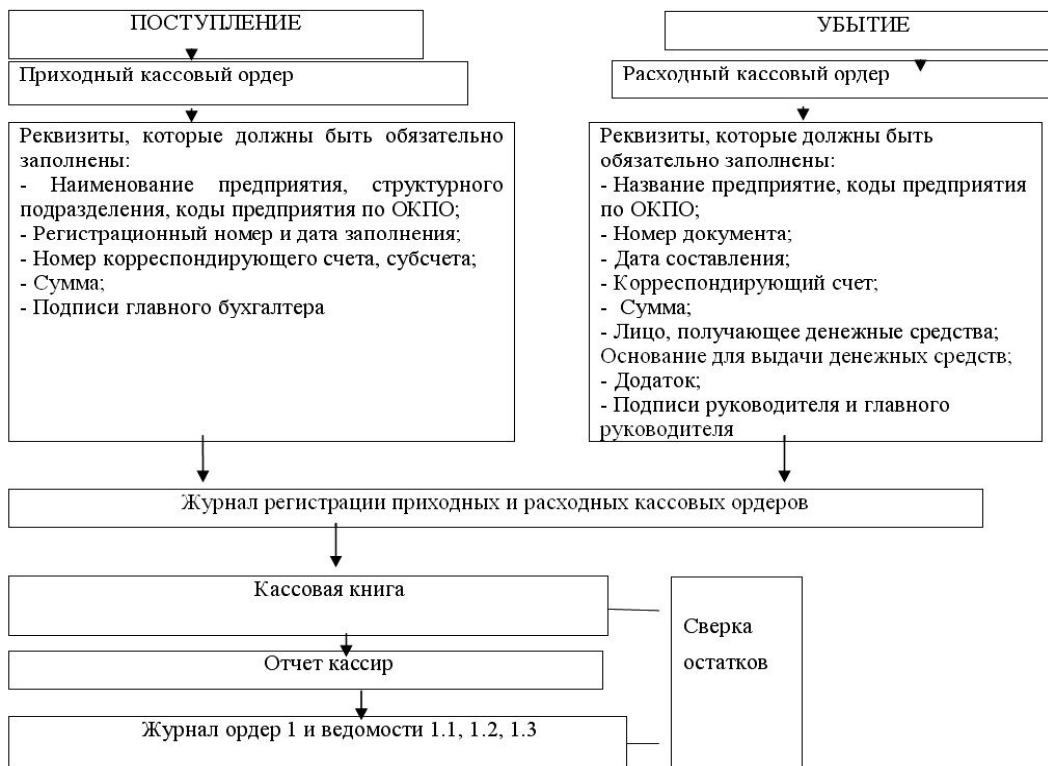 ПОСТУПЛЕНИЕ
Приходный кассовый ордер
Реквизиты, которые должны быть обязательно
заполнены:
- Наименование предприятия, структурного
подразделения, коды предприятия по ОКПО;
- Регистрационный номер и дата заполнения;
- Номер корреспондирующего счета, субсчета;
- Сумма;
- Подписи главного бухгалтера
УБЫТИЕ
Расходный кассовый ордер
Реквизиты, которые должны быть
обязательно заполнены:
- Название предприятие, коды предприятия
по ОКПО;
- Номер документа;
- Дата составления;
- Корреспондирующий счет;
- Сумма;
- Лицо, получающее денежные средства;
Основание для выдачи денежных средств;
- Додаток;
- Подписи руководителя и главного
руководителя
Журнал регистрации приходных и расходных кассовых ордеров
Кассовая книга
Отчет кассир
Журнал ордер 1 и ведомости 1.1, 1.2, 1.3
Сверка
остатков